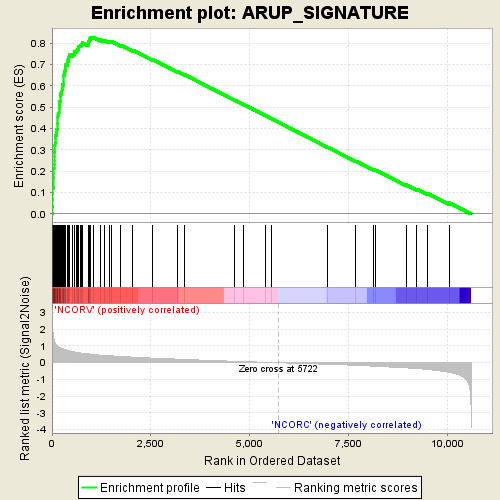 Enrichment plot: ARUP_SIGNATURE
Enrichment score (ES)
0.8
0.7
0.6
0.5
0.4
0.3
0.2
0.1
0.0
'NCORV' (positively correlated)
Ranked list metric (Signal2Noise)
3
2
1
0
-1
-2
-3
-4
Zero cross at 5722
'NCORC' (negatively correlated)
0
2,500
5,000
7,500
10,000
Rank in Ordered Dataset
Enrichment profile
Hits
Ranking metric scores